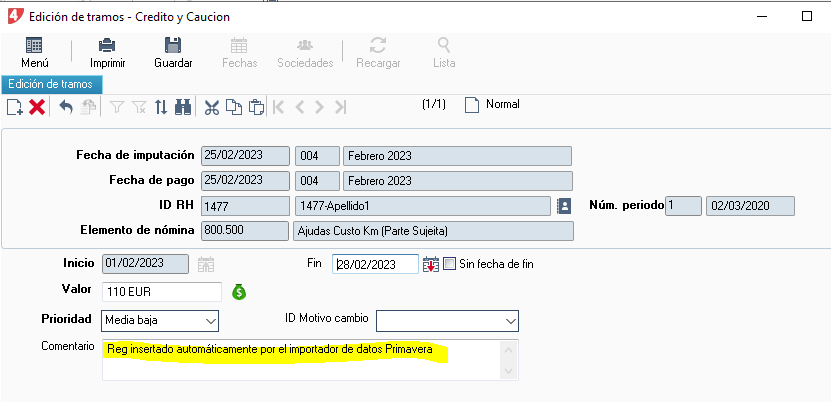 4 Edición de tramos - Credito y Caucion
Menú Imprimir Guardar Fechas Sociedades Recargar Lista
Edición de tramos
(1/1) Normal
Fecha de imputación 25/02/2023 004 Febrero 2023
Fecha de pago 25/02/2023 004 Febrero 2023
ID RH 1477 1477-Apellido1 Núm. periodo 1 02/03/2020
Elemento de nómina 800.500 Ajudas Custo Km (Parte Sujeita)
Inicio 01/02/2023 Fin 28/02/2023 Sin fecha de fin
Valor 110 EUR
Prioridad Media baja ID Motivo cambio
Comentario Reg insertado automáticamente por el importador de datos Primavera